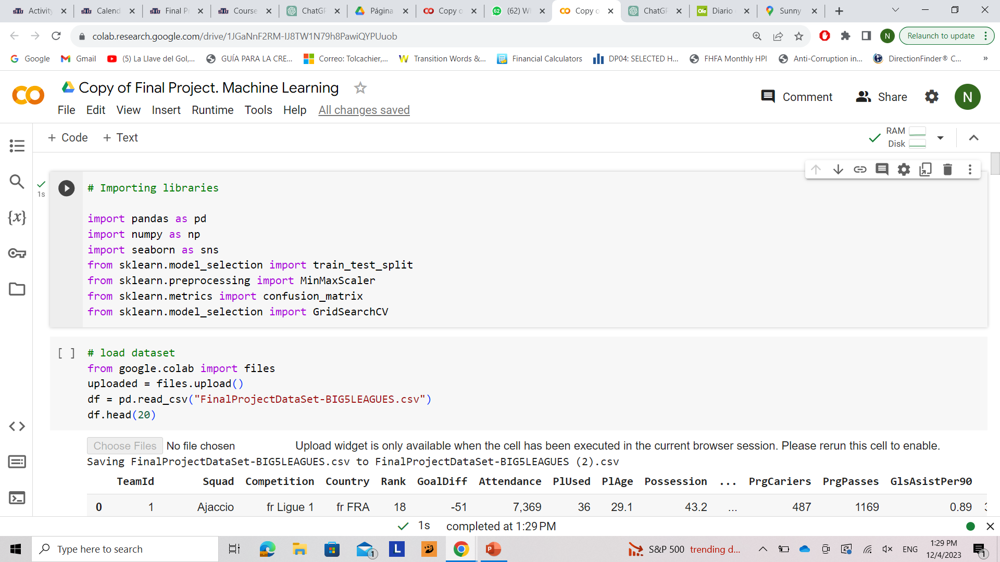 Activity
Calend
Final P
Course
ChatGP
Página
Copy o
(62) W
Copy o
ChatGP
Olé Diario
Sunny
colab.research.google.com/drive/1JGaNnF2RM-IJ8TW1N79h8PawiQYPUuob
N
Relaunch to update
Google
Gmail
(5) La Llave del Gol,...
GUÍA PARA LA CRE...
Correo: Tolcachier,...
Transition Words &...
Financial Calculators
DP04: SELECTED H...
FHFA Monthly HPI
Anti-Corruption in...
DirectionFinder® C...
»
Copy of Final Project. Machine Learning
Comment
Share
N
File Edit View Insert Runtime Tools Help All changes saved
+ Code + Text
RAM
Disk
1s
# Importing libraries
import pandas as pd
import numpy as np
import seaborn as sns
from sklearn.model_selection import train_test_split
from sklearn.preprocessing import MinMaxScaler
from sklearn.metrics import confusion_matrix
from sklearn.model_selection import GridSearchCV
{x}
[ ] # load dataset
from google.colab import files
uploaded = files.upload()
df = pd.read_csv("FinalProjectDataSet-BIG5LEAGUES.csv")
df.head(20)
Choose Files No file chosen Upload widget is only available when the cell has been executed in the current browser session. Please rerun this cell to enable.
Saving FinalProjectDataSet-BIG5LEAGUES.csv to FinalProjectDataSet-BIG5LEAGUES (2).csv
TeamId Squad Competition Country Rank GoalDiff Attendance PlUsed PlAge Possession ... PrgCariers PrgPasses GlsAsistPer90
0 1 Ajaccio fr Ligue 1 fr FRA 18 -51 7,369 36 29.1 43.2 ... 487 1169 0.89
1s completed at 1:29 PM
Type here to search
1
L
S&P 500 trending d...
ENG
1:29 PM
12/4/2023
1